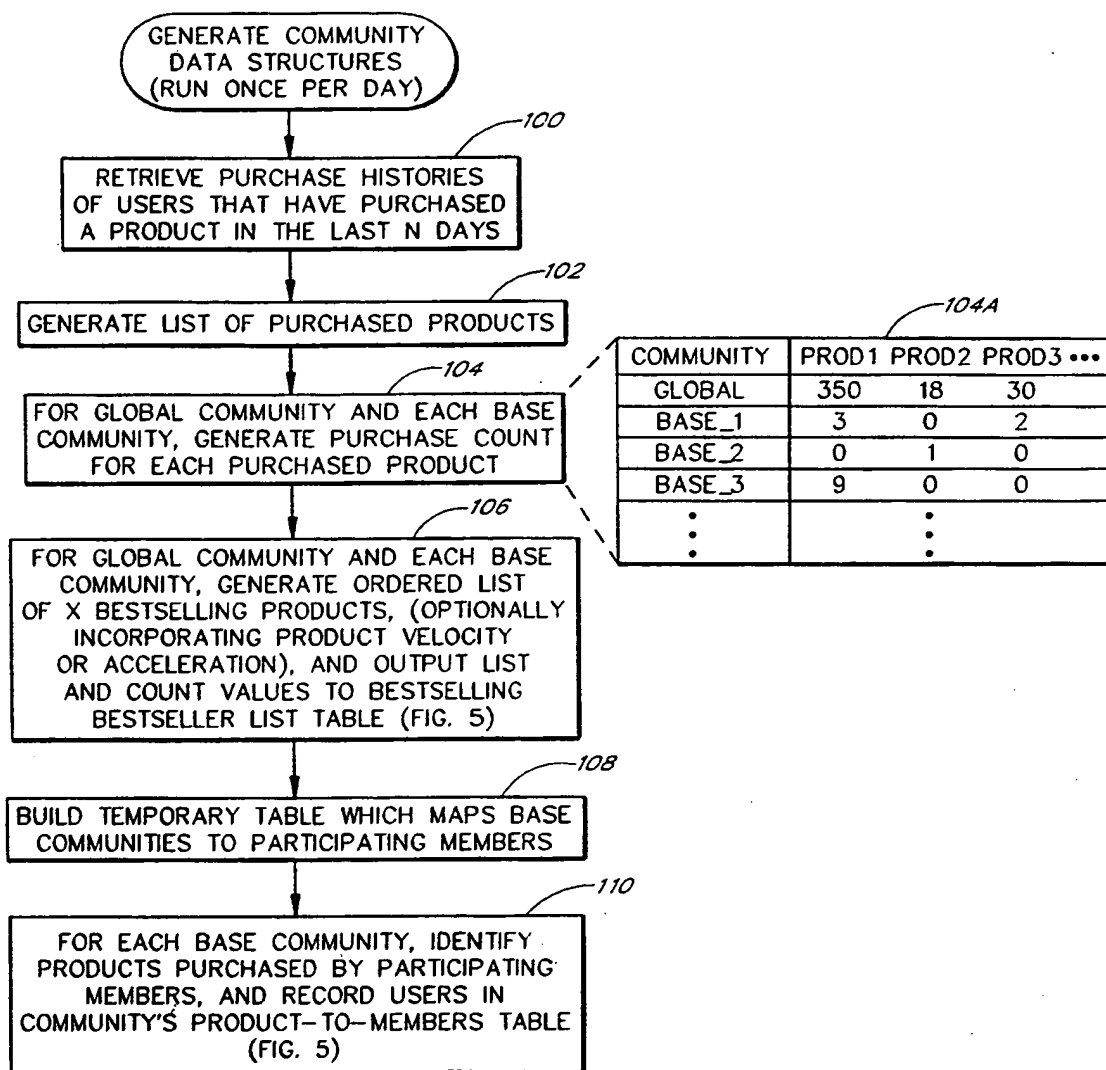 GENERATE COMMUNITY
DATA STRUCTURES
(RUN ONCE PER DAY)
100
RETRIEVE PURCHASE HISTORIES
OF USERS THAT HAVE PURCHASED
A PRODUCT IN THE LAST N DAYS
102
GENERATE LIST OF PURCHASED PRODUCTS
104
FOR GLOBAL COMMUNITY AND EACH BASE
COMMUNITY, GENERATE PURCHASE COUNT
FOR EACH PURCHASED PRODUCT
104A
COMMUNITY PROD1 PROD2 PROD3 •••
GLOBAL 350 18 30
BASE_1 3 0 2
BASE_2 0 1 0
BASE_3 9 0 0
106
FOR GLOBAL COMMUNITY AND EACH BASE
COMMUNITY, GENERATE ORDERED LIST
OF X BESTSELLING PRODUCTS, (OPTIONALLY
INCORPORATING PRODUCT VELOCITY
OR ACCELERATION), AND OUTPUT LIST
AND COUNT VALUES TO BESTSELLING
BESTSELLER LIST TABLE (FIG. 5)
108
BUILD TEMPORARY TABLE WHICH MAPS BASE
COMMUNITIES TO PARTICIPATING MEMBERS
110
FOR EACH BASE COMMUNITY, IDENTIFY
PRODUCTS PURCHASED BY PARTICIPATING
MEMBERS, AND RECORD USERS IN
COMMUNITY'S PRODUCT-TO-MEMBERS TABLE
(FIG. 5)